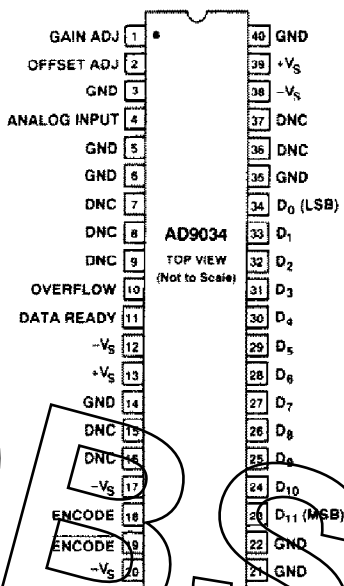 GAIN ADJ 1 40 GND
OFFSET ADJ 2 39 +VS
GND 3 38 −VS
ANALOG INPUT 4 37 DNC
GND 5 36 DNC
GND 6 35 GND
DNC 7 34 D0 (LSB)
DNC 8 AD9034 33 D1
DNC 9 TOP VIEW 32 D2
(Not to Scale)
OVERFLOW 10 31 D3
DATA READY 11 30 D4
−VS 12 29 D5
+VS 13 28 D6
GND 14 27 D7
DNC 15 26 D8
DNC 16 25 D9
−VS 17 24 D10
ENCODE 18 23 D11 (MSB)
ENCODE 19 22 GND
−VS 20 21 GND
B S